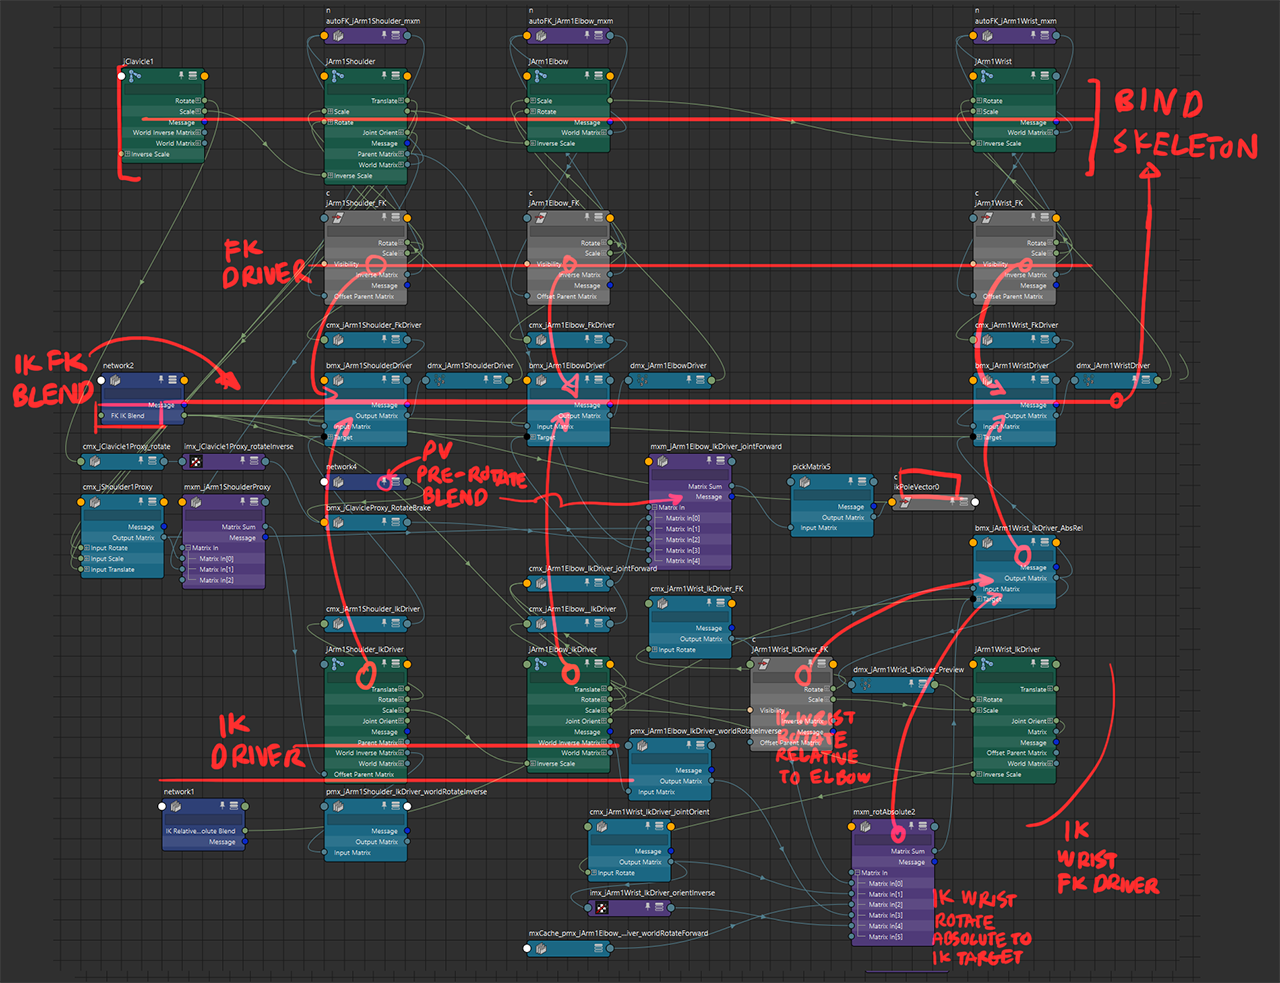 n
autoFK_jArm1Shoulder_mxm
n
autoFK_jArm1Elbow_mxm
n
autoFK_jArm1Wrist_mxm
jClavicle1
Rotate
Scale
Message
World Inverse Matrix
World Matrix
Inverse Scale
jArm1Shoulder
Translate
Scale
Rotate
Joint Orient
Message
Parent Matrix
World Matrix
Inverse Scale
jArm1Elbow
Scale
Rotate
Message
World Matrix
Inverse Scale
jArm1Wrist
Rotate
Scale
Message
World Matrix
Inverse Scale
BIND
SKELETON
c
jArm1Shoulder_FK
Rotate
Scale
Visibility
Inverse Matrix
Message
Offset Parent Matrix
c
jArm1Elbow_FK
Rotate
Scale
Visibility
Inverse Matrix
Message
Offset Parent Matrix
c
jArm1Wrist_FK
Rotate
Scale
Visibility
Inverse Matrix
Message
Offset Parent Matrix
FK
DRIVER
cmx_jArm1Shoulder_FkDriver
cmx_jArm1Elbow_FkDriver
cmx_jArm1Wrist_FkDriver
IK FK
BLEND
network2
Message
FK IK Blend
bmx_jArm1ShoulderDriver
Message
Output Matrix
Input Matrix
Target
dmx_jArm1ShoulderDriver
bmx_jArm1ElbowDriver
Message
Output Matrix
Input Matrix
Target
dmx_jArm1ElbowDriver
bmx_jArm1WristDriver
Message
Output Matrix
Input Matrix
Target
dmx_jArm1WristDriver
cmx_jClavicle1Proxy_rotate
imx_jClavicle1Proxy_rotateInverse
network4
PV
PRE-ROTATE
BLEND
mxm_jArm1Elbow_IkDriver_jointForward
Matrix Sum
Message
Matrix In
Matrix In[0]
Matrix In[1]
Matrix In[2]
Matrix In[3]
Matrix In[4]
pickMatrix5
Message
Output Matrix
Input Matrix
c
ikPoleVector0
cmx_jShoulder1Proxy
Message
Output Matrix
Input Rotate
Input Scale
Input Translate
mxm_jArm1ShoulderProxy
Matrix Sum
Message
Matrix In
Matrix In[0]
Matrix In[1]
Matrix In[2]
bmx_jClavicleProxy_RotateBrake
bmx_jArm1Wrist_IkDriver_AbsRel
Message
Output Matrix
Input Matrix
Target
cmx_jArm1Elbow_IkDriver_jointForward
cmx_jArm1Wrist_IkDriver_FK
Message
Output Matrix
Input Rotate
cmx_jArm1Shoulder_IkDriver
cmx_jArm1Elbow_IkDriver
jArm1Shoulder_IkDriver
Translate
Rotate
Scale
Joint Orient
Message
Parent Matrix
World Inverse Matrix
World Matrix
Offset Parent Matrix
jArm1Elbow_IkDriver
Translate
Rotate
Scale
Joint Orient
Message
World Inverse Matrix
World Matrix
Inverse Scale
c
jArm1Wrist_IkDriver_FK
Rotate
Scale
Visibility
Inverse Matrix
Message
Offset Parent Matrix
IK WRIST
ROTATE
RELATIVE
TO ELBOW
dmx_jArm1Wrist_IkDriver_Preview
jArm1Wrist_IkDriver
Translate
Rotate
Scale
Joint Orient
Message
Matrix
Offset Parent Matrix
World Matrix
Inverse Scale
IK
DRIVER
pmx_jArm1Elbow_IkDriver_worldRotateInverse
Message
Output Matrix
Input Matrix
network1
IK Relative...olute Blend
Message
pmx_jArm1Shoulder_IkDriver_worldRotateInverse
Message
Output Matrix
Input Matrix
cmx_jArm1Wrist_IkDriver_jointOrient
Message
Output Matrix
Input Rotate
mxm_rotAbsolute2
Matrix Sum
Message
Matrix In
Matrix In[0]
Matrix In[1]
Matrix In[2]
Matrix In[3]
Matrix In[4]
Matrix In[5]
IK
WRIST
FK DRIVER
imx_jArm1Wrist_IkDriver_orientInverse
IK WRIST
ROTATE
ABSOLUTE TO
IK TARGET
mxCache_pmx_jArm1Elbow_...iver_worldRotateForward